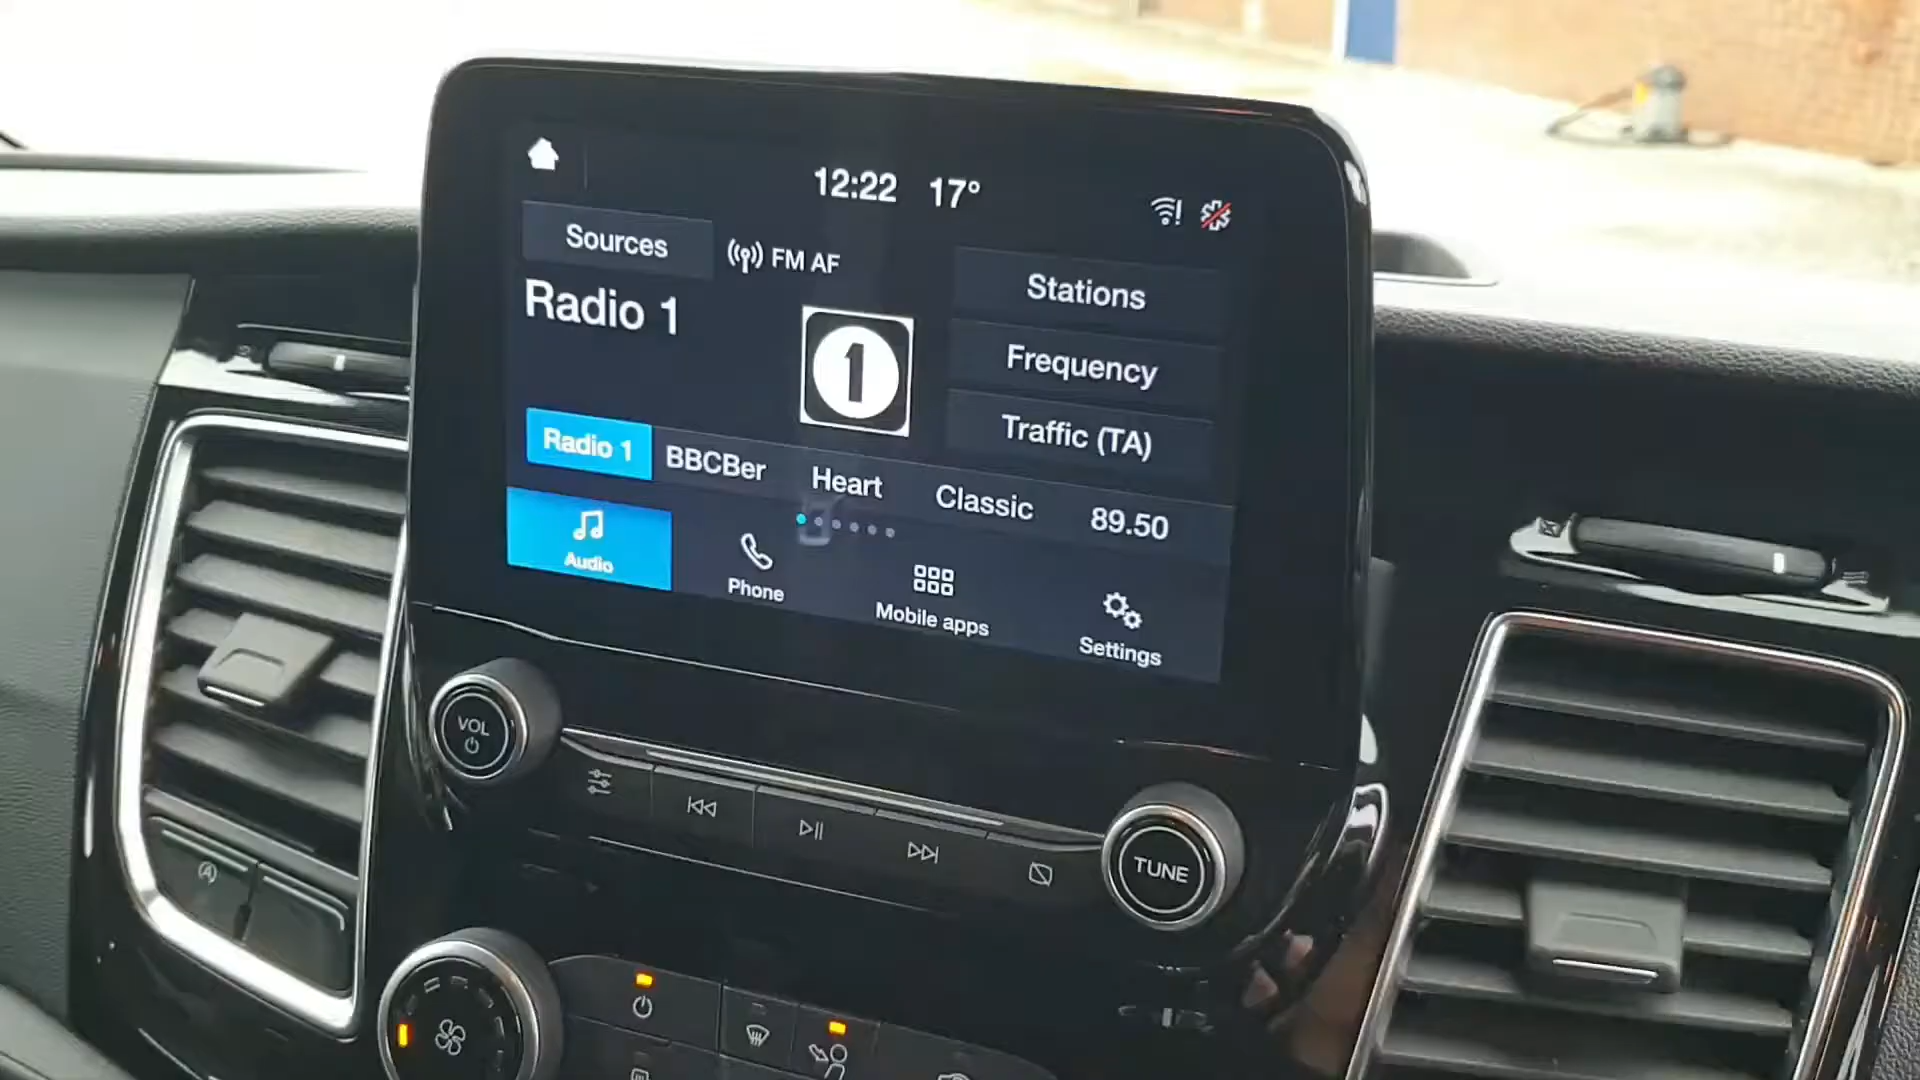 12:22 17°
Sources
FM AF
Stations
Radio 1
1
Frequency
Traffic (TA)
Radio 1
BBCBer
Heart
Classic
89.50
Audio
Phone
Mobile apps
Settings
VOL
TUNE
A